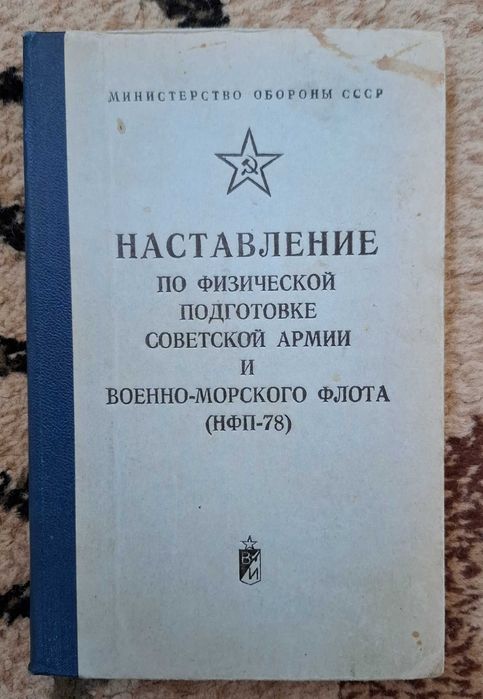 МИНИСТЕРСТВО ОБОРОНЫ СССР
НАСТАВЛЕНИЕ
ПО ФИЗИЧЕСКОЙ
ПОДГОТОВКЕ
СОВЕТСКОЙ АРМИИ
И
ВОЕННО-МОРСКОГО ФЛОТА
(НФП-78)
В И